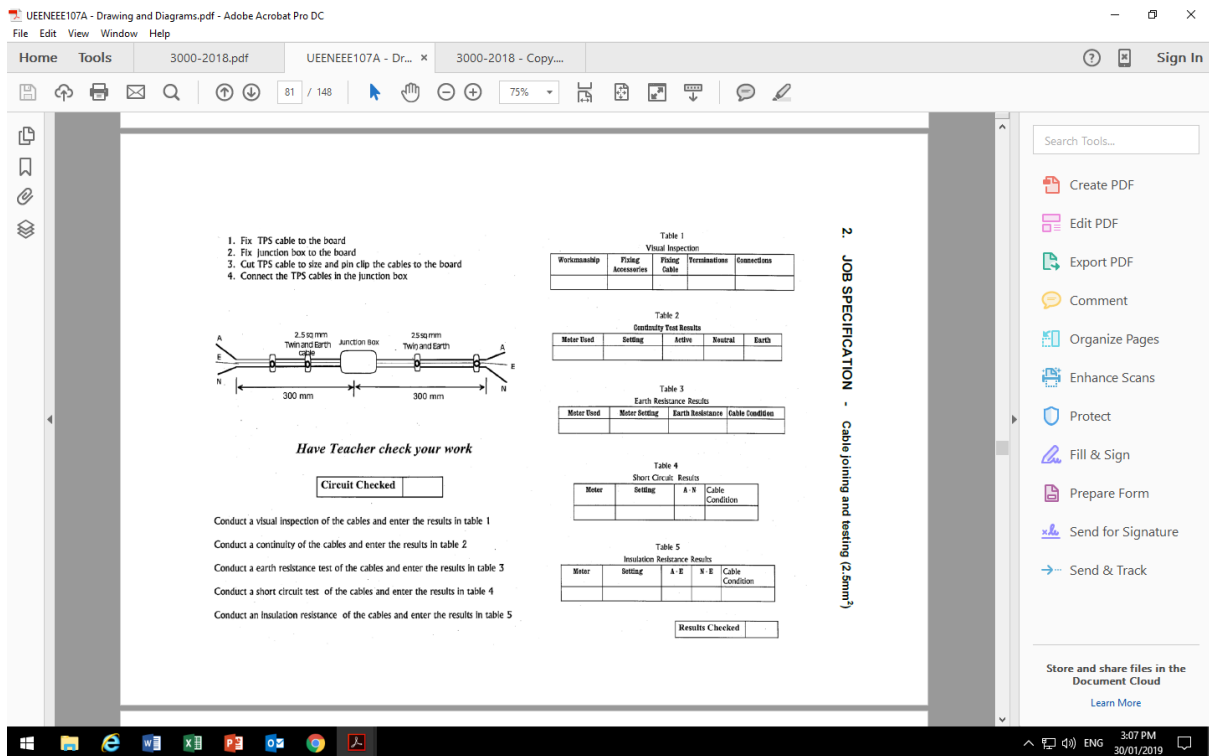 UEENEEE107A - Drawing and Diagrams.pdf - Adobe Acrobat Pro DC
File Edit View Window Help
Home Tools 3000-2018.pdf UEENEEE107A - Dr... × 3000-2018 - Copy.... ? Sign In
81 / 148 75%
1. Fix TPS cable to the board
2. Fix Junction box to the board
3. Cut TPS cable to size and pin clip the cables to the board
4. Connect the TPS cables in the junction box
A
E
N
2.5 sq mm
Twin and Earth
cable
Junction Box
2.5 sq mm
Twin and Earth
A
E
N
300 mm
300 mm
Have Teacher check your work
Circuit Checked
Conduct a visual inspection of the cables and enter the results in table 1
Conduct a continuity of the cables and enter the results in table 2
Conduct a earth resistance test of the cables and enter the results in table 3
Conduct a short circuit test of the cables and enter the results in table 4
Conduct an insulation resistance of the cables and enter the results in table 5
Table 1
Visual Inspection
Workmanship Fixing Accessories Fixing Cable Terminations Connections
Table 2
Continuity Test Results
Meter Used Setting Active Neutral Earth
Table 3
Earth Resistance Results
Meter Used Meter Setting Earth Resistance Cable Condition
Table 4
Short Circuit Results
Meter Setting A - N Cable Condition
Table 5
Insulation Resistance Results
Meter Setting A - E N - E Cable Condition
Results Checked
2. JOB SPECIFICATION - Cable joining and testing (2.5mm²)
Search Tools...
Create PDF
Edit PDF
Export PDF
Comment
Organize Pages
Enhance Scans
Protect
Fill & Sign
Prepare Form
Send for Signature
Send & Track
Store and share files in the
Document Cloud
Learn More
ENG
3:07 PM
30/01/2019